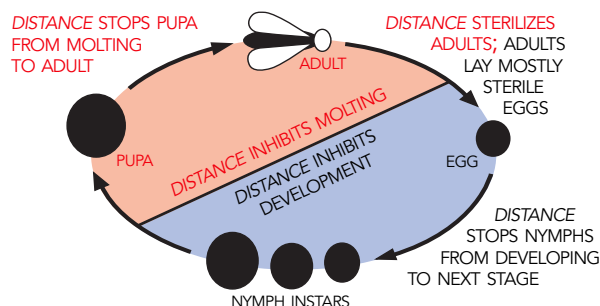 DISTANCE STOPS PUPA
FROM MOLTING
TO ADULT
ADULT
DISTANCE STERILIZES
ADULTS; ADULTS
LAY MOSTLY
STERILE
EGGS
PUPA
DISTANCE INHIBITS MOLTING
DISTANCE INHIBITS
DEVELOPMENT
EGG
DISTANCE
STOPS NYMPHS
FROM DEVELOPING
TO NEXT STAGE
NYMPH INSTARS